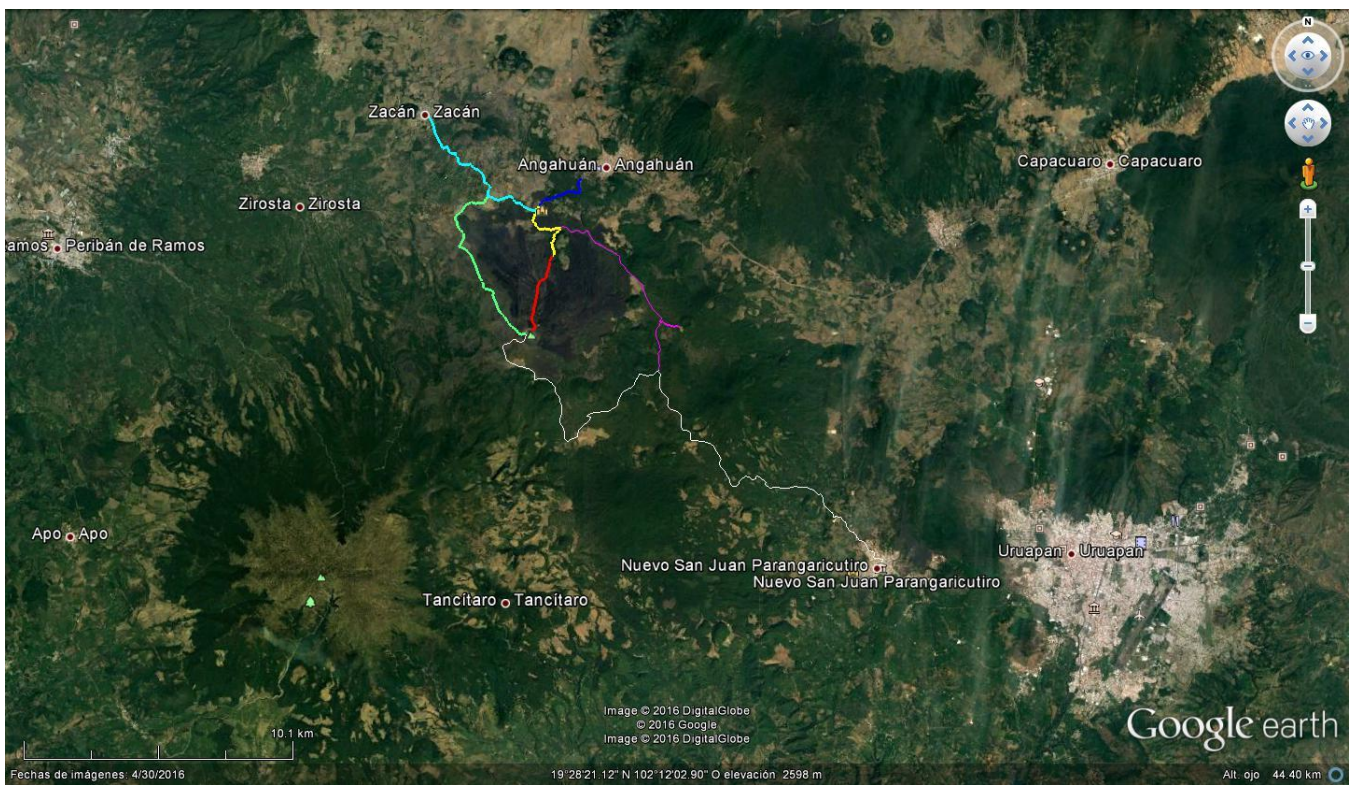 N
Zacán Zacán
Angahuán Angahuán
Capacuaro Capacuaro
Zirosta Zirosta
Ramos Peribán de Ramos
Apo Apo
Uruapan Uruapan
Nuevo San Juan Parangaricutiro
Nuevo San Juan Parangaricutiro
Tancítaro Tancítaro
Image © 2016 DigitalGlobe
© 2016 Google
Image © 2016 DigitalGlobe
Google earth
10.1 km
Fechas de imágenes: 4/30/2016 19°28'21.12" N 102°12'02.90" O elevación 2598 m Alt. ojo 44.40 km